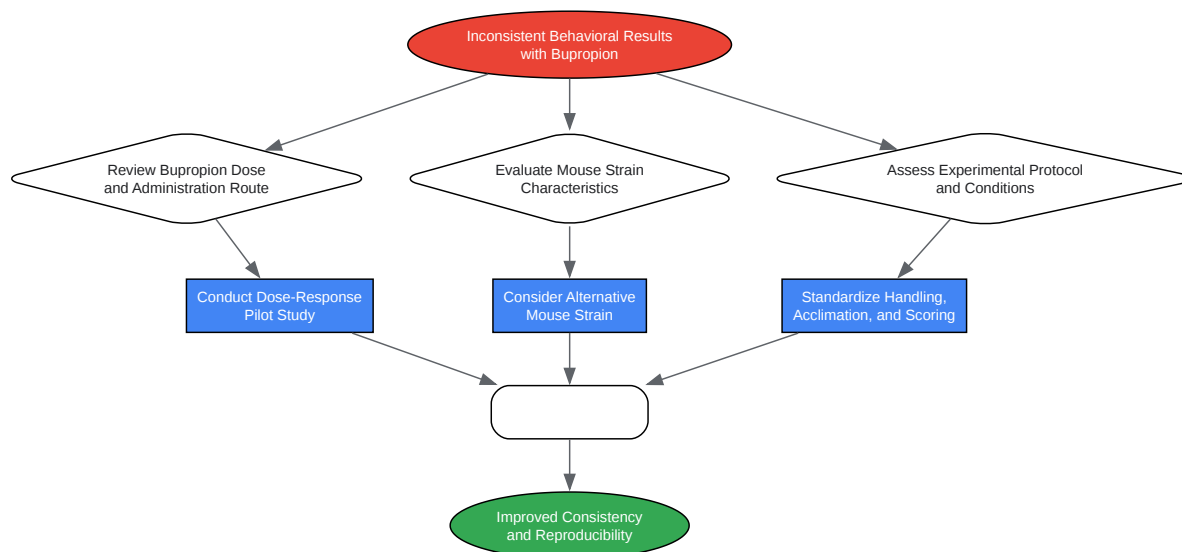 Inconsistent Behavioral Results
with Bupropion
Review Bupropion Dose
and Administration Route
Evaluate Mouse Strain
Characteristics
Assess Experimental Protocol
and Conditions
Conduct Dose-Response
Pilot Study
Consider Alternative
Mouse Strain
Standardize Handling,
Acclimation, and Scoring
Improved Consistency
and Reproducibility